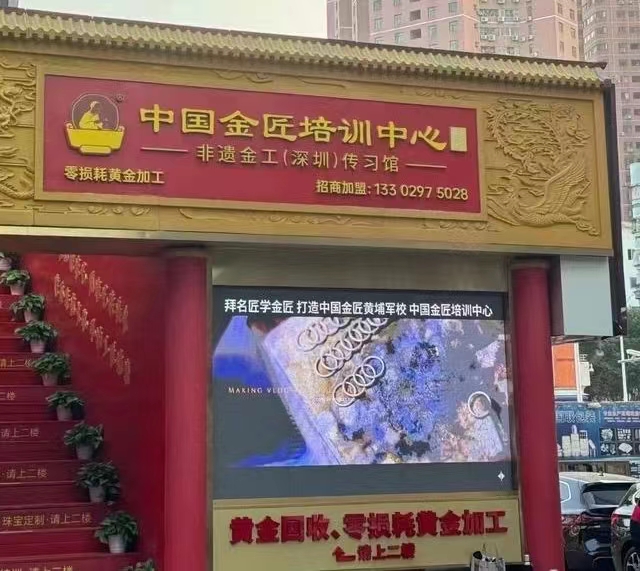 中国金匠培训中心
非遗金工(深圳)传习馆
零损耗黄金加工
招商加盟: 133 0297 5028
拜名匠学金匠 打造中国金匠黄埔军校 中国金匠培训中心
MAKING VLOG
黄金回收、零损耗黄金加工
请上二楼
请上二楼
请上二楼
请上二楼
珠宝定制·请上二楼